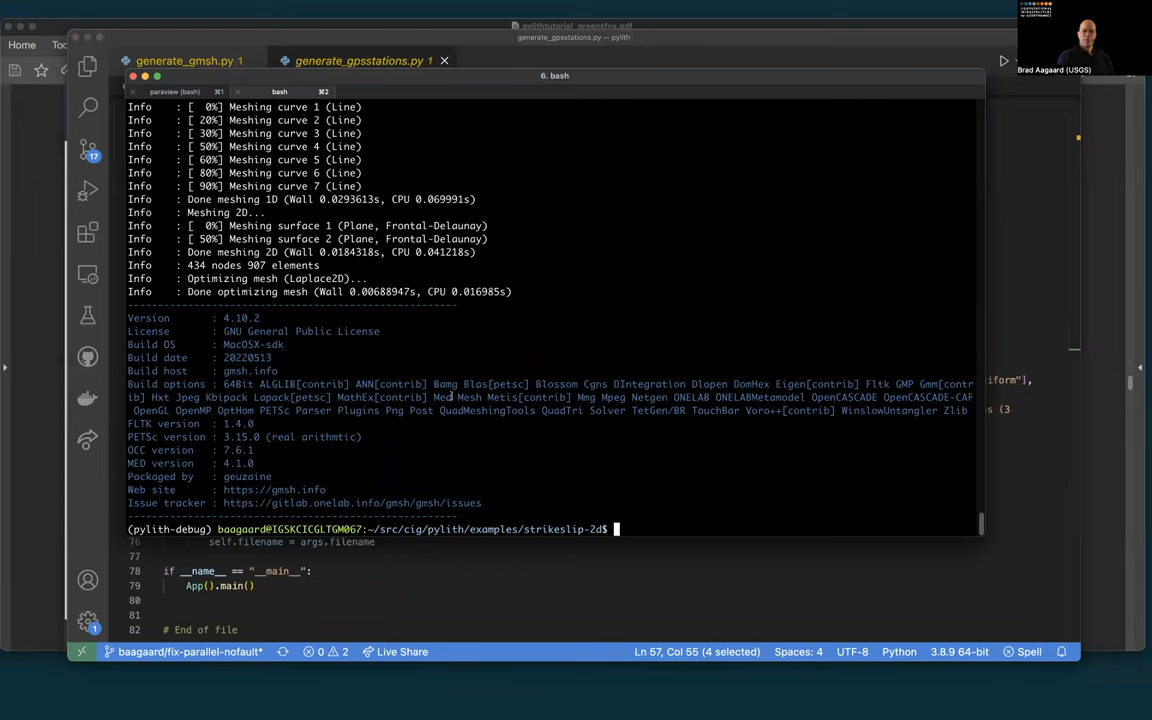 pylithtutorial_greensfns.pdf
COMPUTATIONAL
INFRASTRUCTURE
for GEODYNAMICS
Brad Aagaard (USGS)
Home
generate_gpsstations.py — pylith
generate_gmsh.py 1
generate_gpsstations.py 1
6. bash
paraview (bash) ⌘1
bash ⌘2
Info : [ 0%] Meshing curve 1 (Line)
Info : [ 20%] Meshing curve 2 (Line)
Info : [ 30%] Meshing curve 3 (Line)
Info : [ 50%] Meshing curve 4 (Line)
Info : [ 60%] Meshing curve 5 (Line)
Info : [ 80%] Meshing curve 6 (Line)
Info : [ 90%] Meshing curve 7 (Line)
Info : Done meshing 1D (Wall 0.0293613s, CPU 0.069991s)
Info : Meshing 2D...
Info : [ 0%] Meshing surface 1 (Plane, Frontal-Delaunay)
Info : [ 50%] Meshing surface 2 (Plane, Frontal-Delaunay)
Info : Done meshing 2D (Wall 0.0184318s, CPU 0.041218s)
Info : 434 nodes 907 elements
Info : Optimizing mesh (Laplace2D)...
Info : Done optimizing mesh (Wall 0.00688947s, CPU 0.016985s)
-------------------------------------------------------
Version : 4.10.2
License : GNU General Public License
Build OS : MacOSX-sdk
Build date : 20220513
Build host : gmsh.info
Build options : 64Bit ALGLIB[contrib] ANN[contrib] Bamg Blas[petsc] Blossom Cgns DIntegration Dlopen DomHex Eigen[contrib] Fltk GMP Gmm[contr
ib] Hxt Jpeg Kbipack Lapack[petsc] MathEx[contrib] Med Mesh Metis[contrib] Mmg Mpeg Netgen ONELAB ONELABMetamodel OpenCASCADE OpenCASCADE-CAF
OpenGL OpenMP OptHom PETSc Parser Plugins Png Post QuadMeshingTools QuadTri Solver TetGen/BR TouchBar Voro++[contrib] WinslowUntangler Zlib
FLTK version : 1.4.0
PETSc version : 3.15.0 (real arithmtic)
OCC version : 7.6.1
MED version : 4.1.0
Packaged by : geuzaine
Web site : https://gmsh.info
Issue tracker : https://gitlab.onelab.info/gmsh/gmsh/issues
-------------------------------------------------------
(pylith-debug) baagaard@IGSKCICGLTGM067:~/src/cig/pylith/examples/strikeslip-2d$
iform"],
s (3
17
1
76 self.filename = args.filename
77
78 if __name__ == "__main__":
79 App().main()
80
81
82 # End of file
baagaard/fix-parallel-nofault* 0 2 Live Share Ln 57, Col 55 (4 selected) Spaces: 4 UTF-8 Python 3.8.9 64-bit Spell